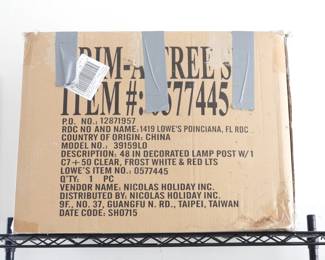 TRIM-A-TREE S
ITEM #: 0577445
P.O. NO.: 12871957
RDC NO AND NAME: 1419 LOWE'S POINCIANA, FL RDC
COUNTRY OF ORIGIN: CHINA
MODEL NO.: 39159LO
DESCRIPTION: 48 IN DECORATED LAMP POST W/1
C7+50 CLEAR, FROST WHITE & RED LTS
LOWE'S ITEM NO.: 0577445
QTY: 1 PC
VENDOR NAME: NICOLAS HOLIDAY INC.
DISTRIBUTED BY: NICOLAS HOLIDAY INC.
9F., NO. 37, GUANGFU N. RD., TAIPEI, TAIWAN
DATE CODE: SH0715